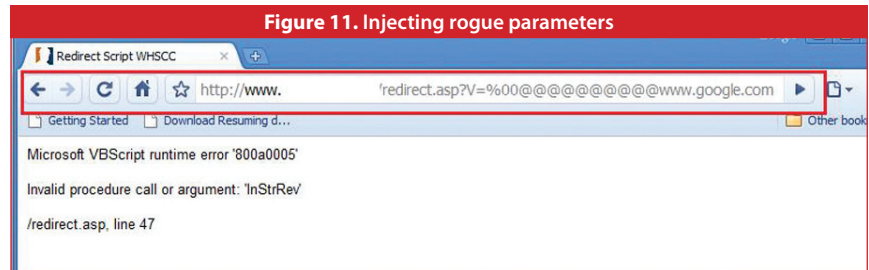 Figure 11. Injecting rogue parameters
Redirect Script WHSCC
http://www. /redirect.asp?V=%00@@@@@@@@@@www.google.com
Getting Started Download Resuming d... Other book
Microsoft VBScript runtime error '800a0005'
Invalid procedure call or argument: 'InStrRev'
/redirect.asp, line 47